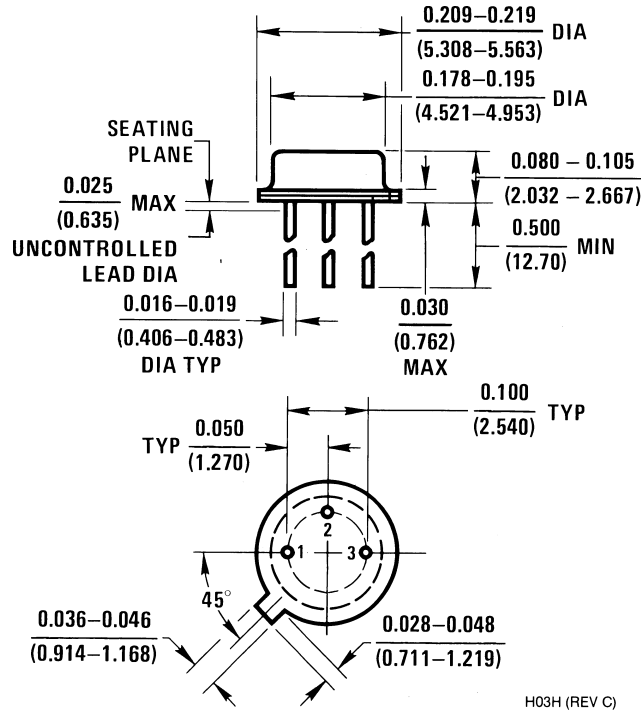 0.209–0.219
(5.308–5.563)
DIA
0.178–0.195
(4.521–4.953)
DIA
SEATING
PLANE
0.025
(0.635)
MAX
0.080 – 0.105
(2.032 – 2.667)
UNCONTROLLED
LEAD DIA
0.500
(12.70)
MIN
0.016–0.019
(0.406–0.483)
DIA TYP
0.030
(0.762)
MAX
0.100
(2.540)
TYP
TYP
0.050
(1.270)
2
1
3
45°
0.036–0.046
(0.914–1.168)
0.028–0.048
(0.711–1.219)
H03H (REV C)